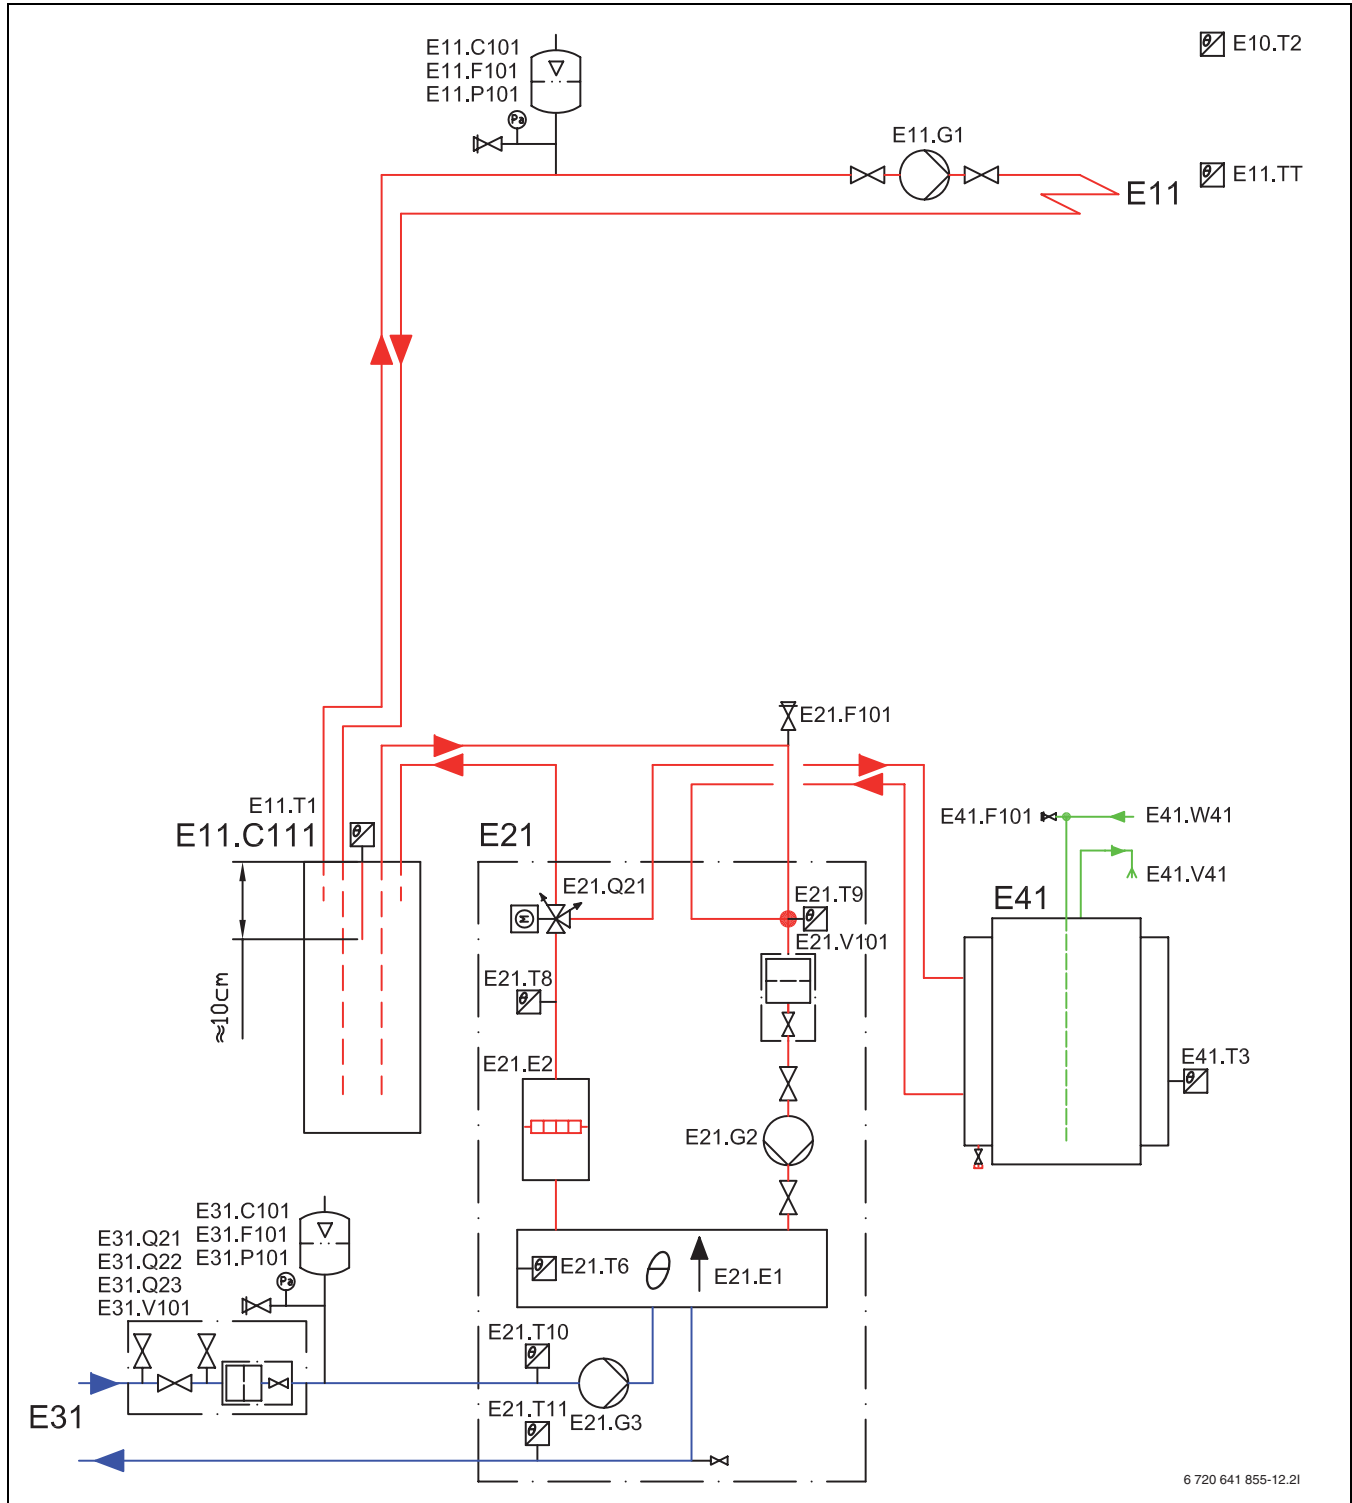 E11.C101
E11.F101
E11.P101
Pa
E10.T2
E11.G1
E11
E11.TT
E21.F101
E11.T1
E11.C111
E21
E21.Q21
M
E21.T9
E21.V101
E21.T8
≈10cm
E21.E2
E21.G2
E41.F101
E41.W41
E41.V41
E41
E41.T3
E31.Q21
E31.Q22
E31.Q23
E31.V101
E31.C101
E31.F101
E31.P101
Pa
E21.T6
E21.E1
E21.T10
E21.T11
E21.G3
E31
6 720 641 855-12.2I